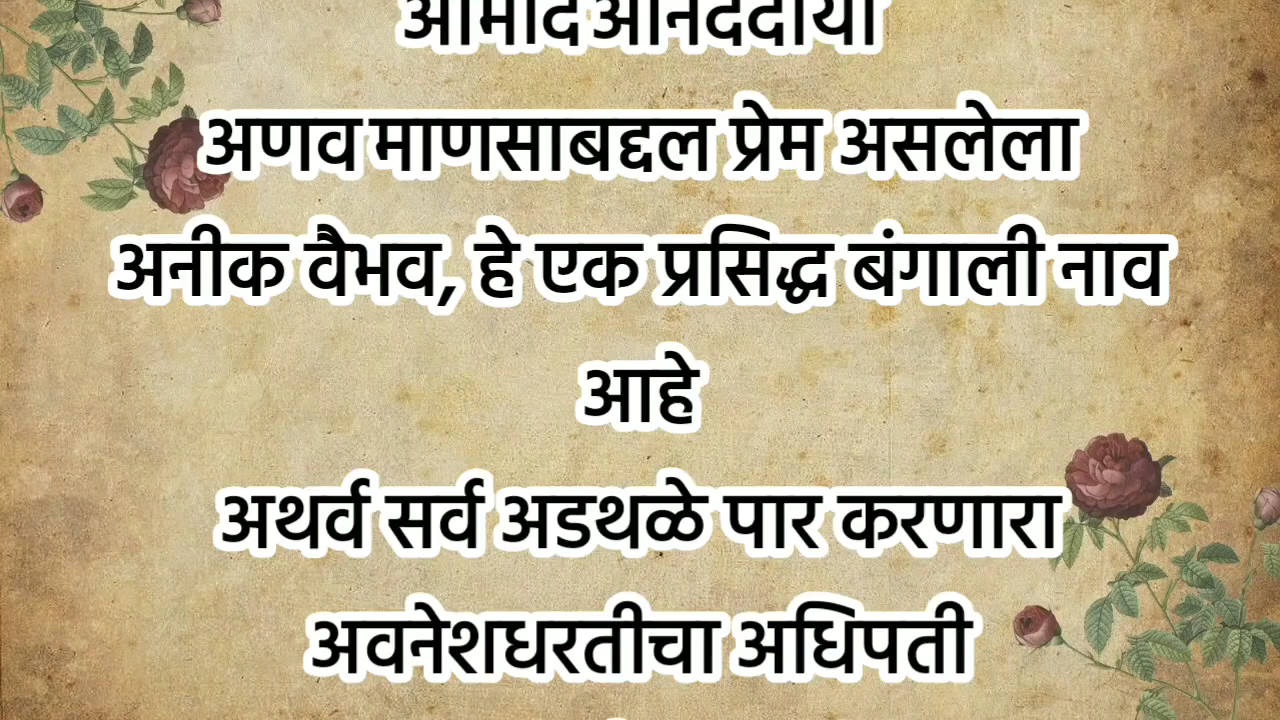 अणव माणसाबद्दल प्रेम असलेला
अनीक वैभव, हे एक प्रसिद्ध बंगाली नाव
आहे
अथर्व सर्व अडथळे पार करणारा
अवनेशधरतीचा अधिपती